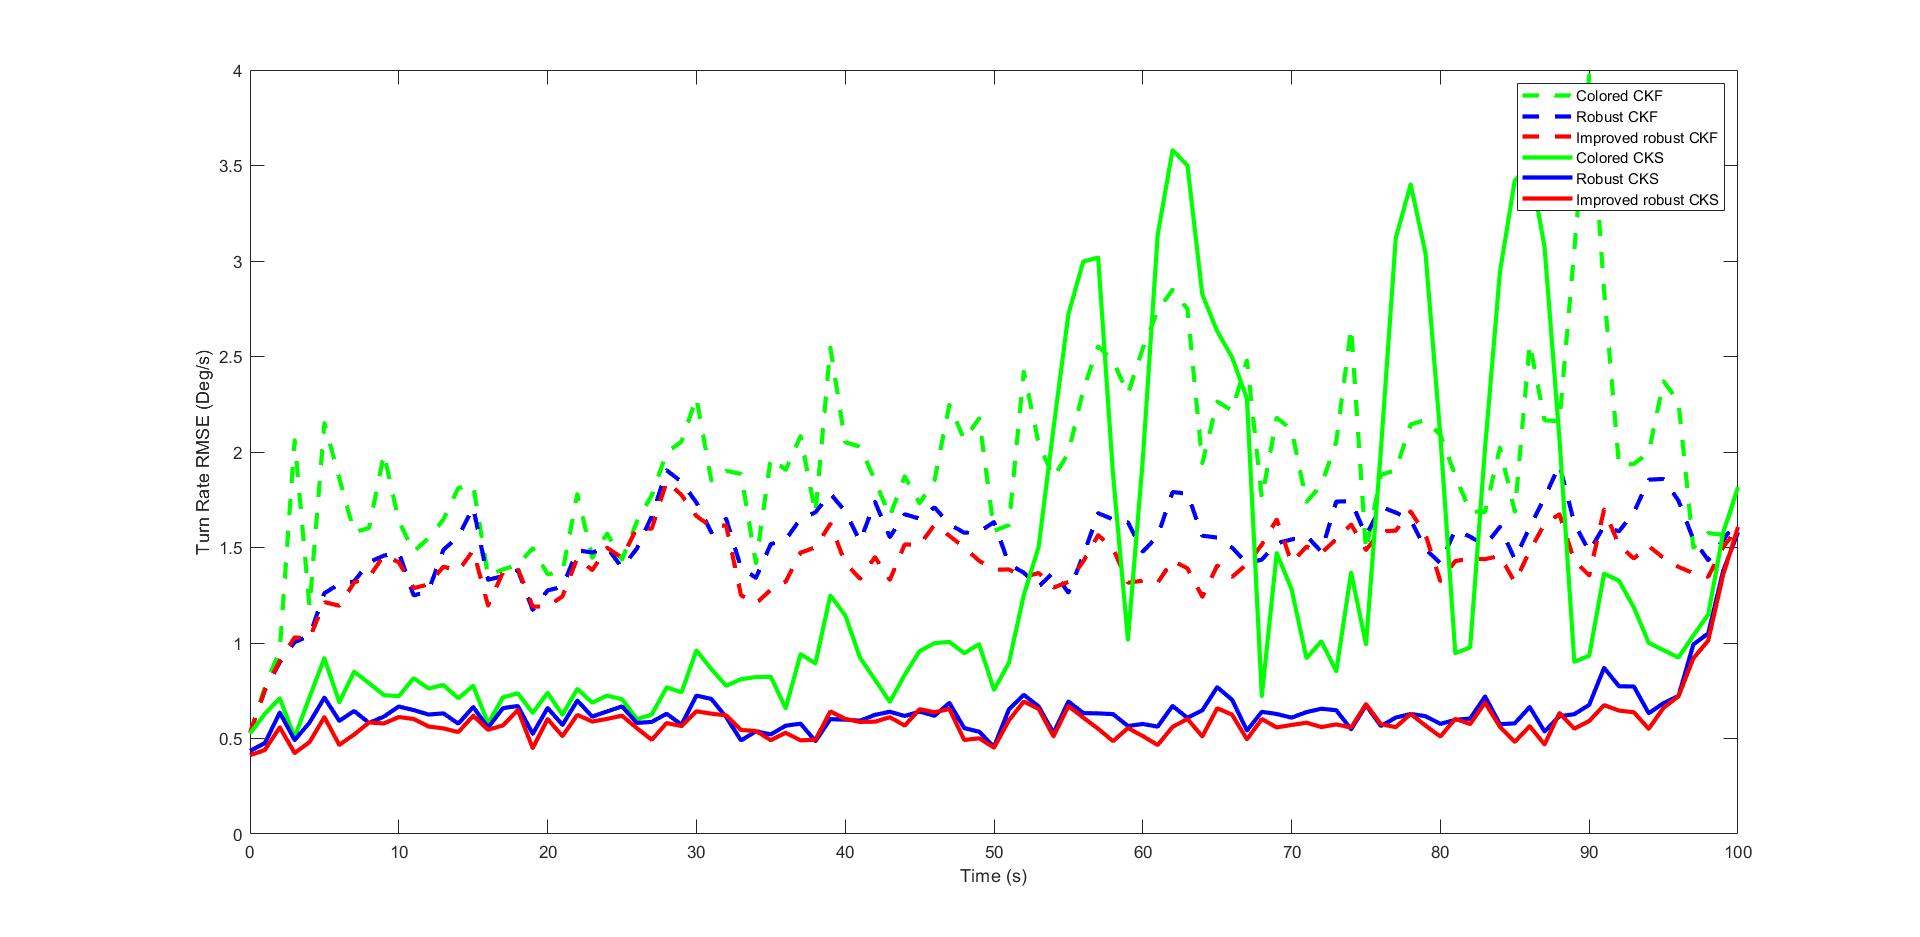 4
3.5
3
2.5
2
1.5
1
0.5
0
0
10
20
30
40
50
60
70
80
90
100
Turn Rate RMSE (Deg/s)
Time (s)
Colored CKF
Robust CKF
Improved robust CKF
Colored CKS
Robust CKS
Improved robust CKS